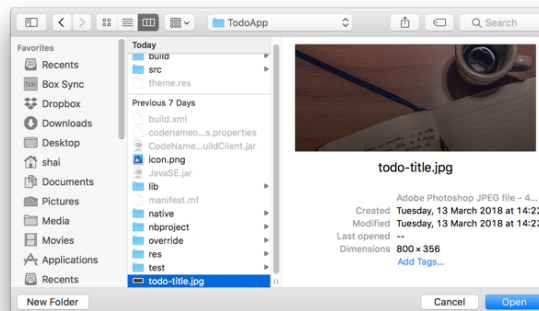 TodoApp
Search
Favorites
Recents
Box Sync
Dropbox
Downloads
Desktop
shai
Documents
Pictures
Media
Movies
Applications
Recents
Today
build
src
theme.res
Previous 7 Days
build.xml
codenameo...s.properties
CodeName...uildClient.jar
icon.png
JavaSE.jar
lib
manifest.mf
native
nbproject
override
res
test
todo-title.jpg
todo-title.jpg
Adobe Photoshop JPEG file - 4...
Created Tuesday, 13 March 2018 at 14:22
Modified Tuesday, 13 March 2018 at 14:22
Last opened --
Dimensions 800 × 356
Add Tags...
New Folder
Cancel
Open